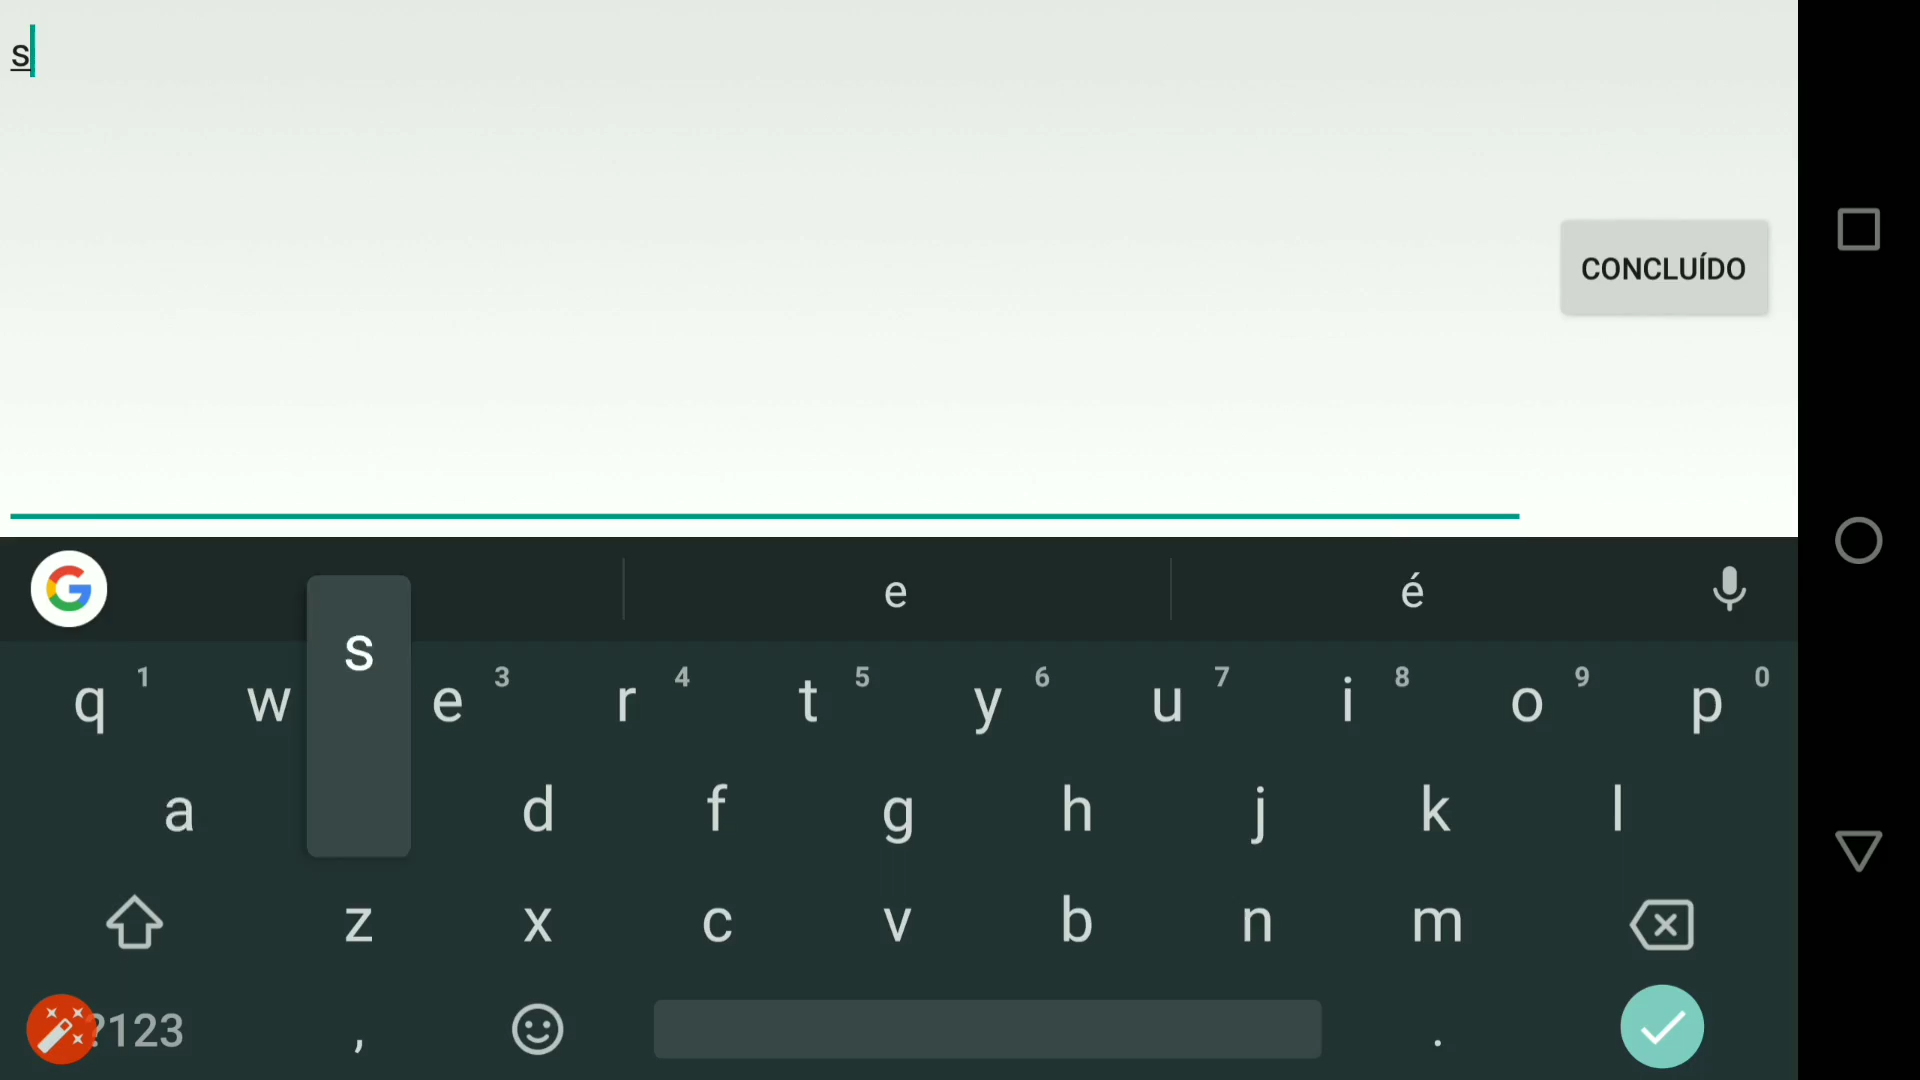 s
CONCLUÍDO
e é
s
q 1 w e 3 r 4 t 5 y 6 u 7 i 8 o 9 p 0
a d f g h j k l
z x c v b n m
?123 , .